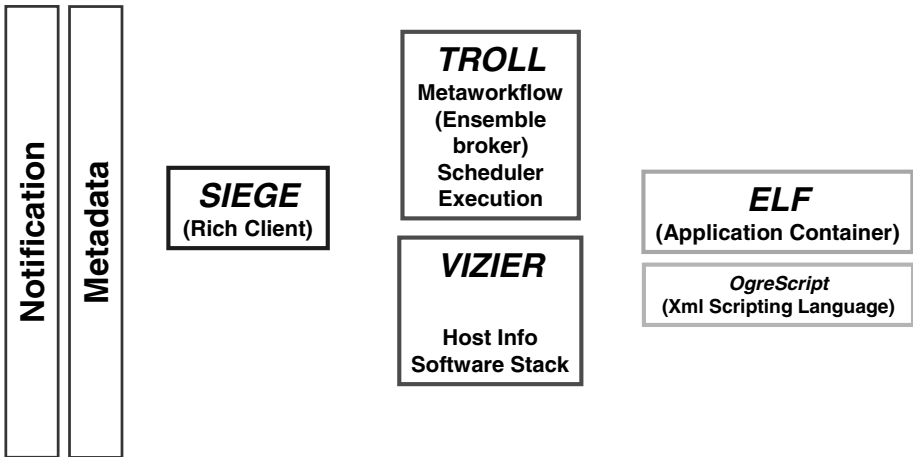 Notification
Metadata
SIEGE
(Rich Client)
TROLL
Metaworkflow
(Ensemble
broker)
Scheduler
Execution
VIZIER
Host Info
Software Stack
ELF
(Application Container)
OgreScript
(Xml Scripting Language)